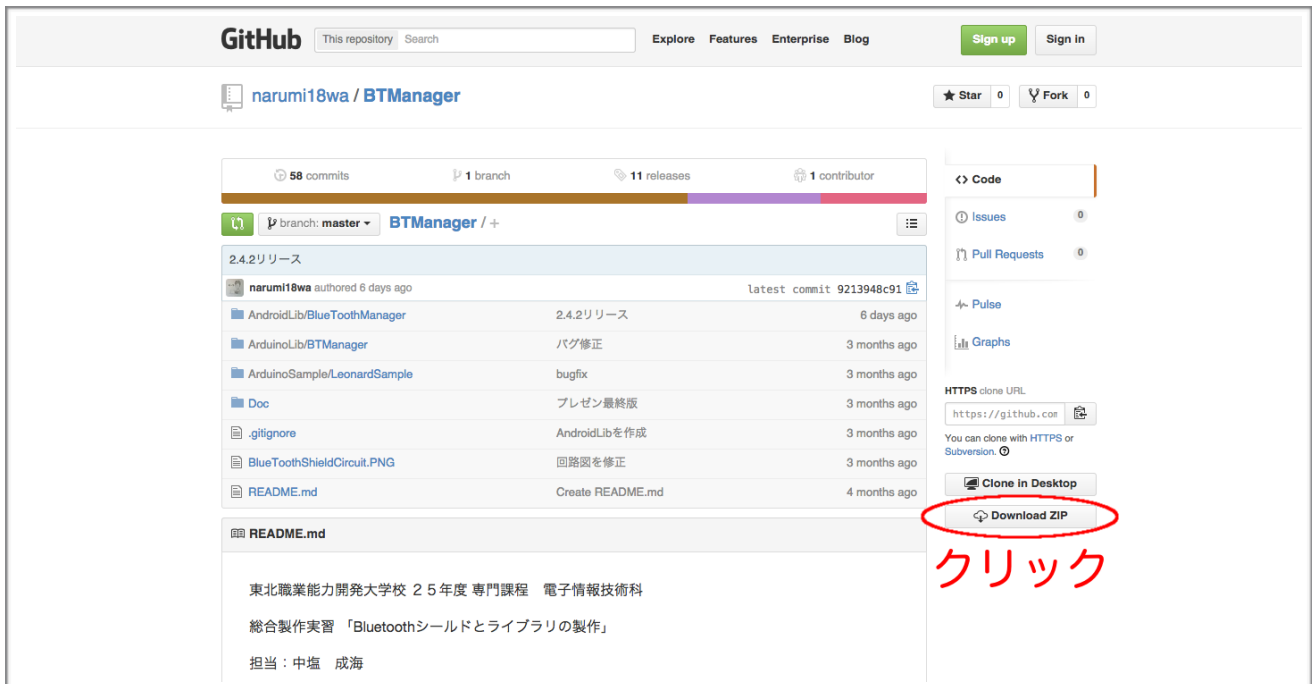 GitHub This repository Search Explore Features Enterprise Blog Sign up Sign in
narumi18wa / BTManager
Star 0 Fork 0
58 commits 1 branch 11 releases 1 contributor
branch: master BTManager / +
2.4.2リリース
narumi18wa authored 6 days ago latest commit 9213948c91
AndroidLib/BlueToothManager 2.4.2リリース 6 days ago
ArduinoLib/BTManager バグ修正 3 months ago
ArduinoSample/LeonardSample bugfix 3 months ago
Doc プレゼン最終版 3 months ago
.gitignore AndroidLibを作成 3 months ago
BlueToothShieldCircuit.PNG 回路図を修正 3 months ago
README.md Create README.md 4 months ago
README.md
東北職業能力開発大学校 ２５年度 専門課程　電子情報技術科
総合製作実習 「Bluetoothシールドとライブラリの製作」
担当：中塩　成海
<> Code
Issues 0
Pull Requests 0
Pulse
Graphs
HTTPS clone URL
https://github.com
You can clone with HTTPS or
Subversion.
Clone in Desktop
Download ZIP
クリック